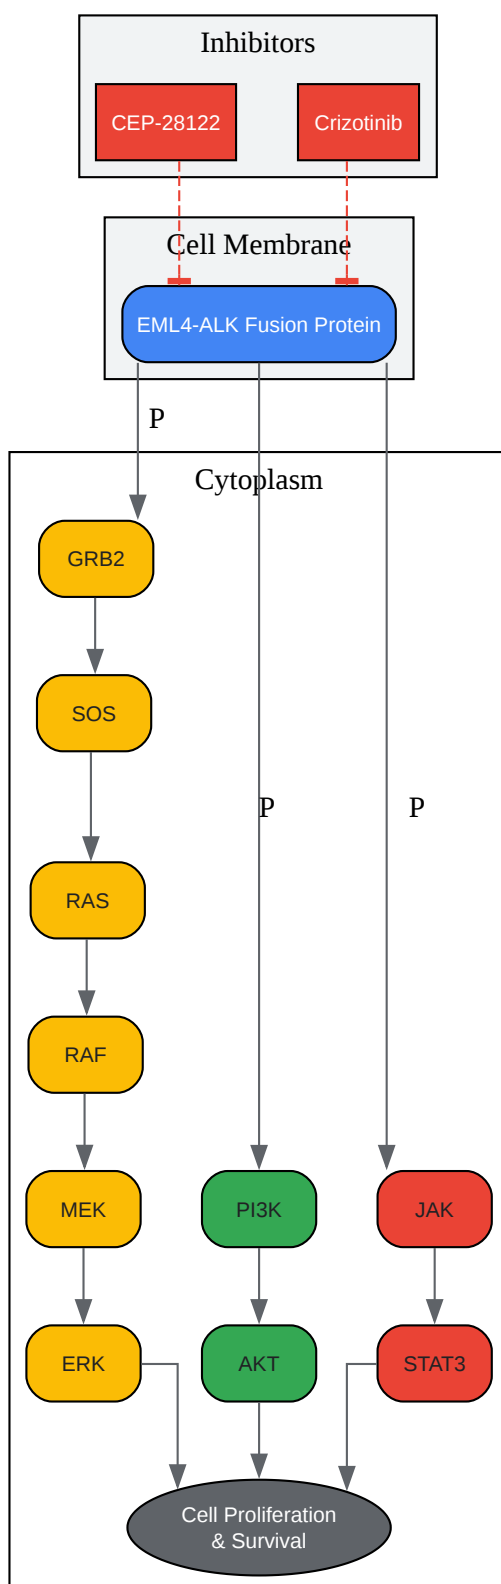 Inhibitors
CEP-28122
Crizotinib
Cell Membrane
EML4-ALK Fusion Protein
P
Cytoplasm
GRB2
SOS
P
P
RAS
RAF
MEK
PI3K
JAK
ERK
AKT
STAT3
Cell Proliferation
& Survival